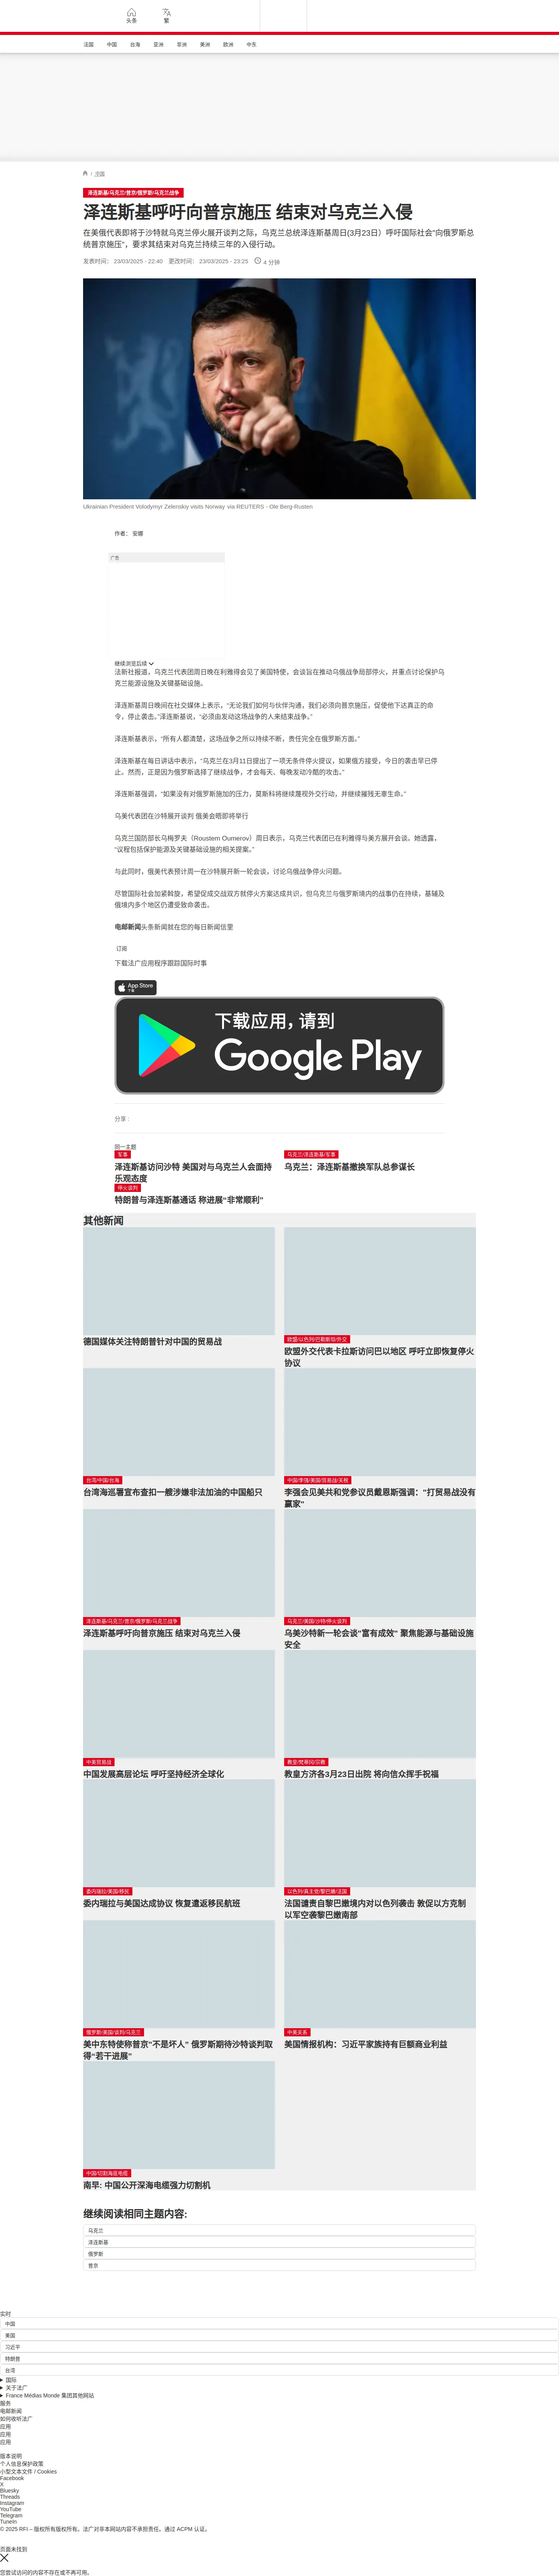 头条
繁
法国
中国
台海
亚洲
非洲
美洲
欧洲
中东
/ 中国
泽连斯基/乌克兰/普京/俄罗斯/乌克兰战争
泽连斯基呼吁向普京施压 结束对乌克兰入侵
在美俄代表即将于沙特就乌克兰停火展开谈判之际，乌克兰总统泽连斯基周日(3月23日）呼吁国际社会“向俄罗斯总
统普京施压”，要求其结束对乌克兰持续三年的入侵行动。
发表时间： 23/03/2025 - 22:40 更改时间： 23/03/2025 - 23:25 4 分钟
Ukrainian President Volodymyr Zelenskiy visits Norway via REUTERS - Ole Berg-Rusten
作者： 安娜
广告
继续浏览后续
法新社报道，乌克兰代表团周日晚在利雅得会见了美国特使，会谈旨在推动乌俄战争局部停火，并重点讨论保护乌
克兰能源设施及关键基础设施。
泽连斯基周日晚间在社交媒体上表示，“无论我们如何与伙伴沟通，我们必须向普京施压，促使他下达真正的命
令，停止袭击。”泽连斯基说，“必须由发动这场战争的人来结束战争。”
泽连斯基表示，“所有人都清楚，这场战争之所以持续不断，责任完全在俄罗斯方面。”
泽连斯基在每日讲话中表示，“乌克兰在3月11日提出了一项无条件停火提议，如果俄方接受，今日的袭击早已停
止。然而，正是因为俄罗斯选择了继续战争，才会每天、每晚发动冷酷的攻击。”
泽连斯基强调，“如果没有对俄罗斯施加的压力，莫斯科将继续蔑视外交行动，并继续摧残无辜生命。”
乌美代表团在沙特展开谈判 俄美会晤即将举行
乌克兰国防部长乌梅罗夫（Roustem Oumerov）周日表示，乌克兰代表团已在利雅得与美方展开会谈。她透露，
“议程包括保护能源及关键基础设施的相关提案。”
与此同时，俄美代表预计周一在沙特展开新一轮会谈，讨论乌俄战争停火问题。
尽管国际社会加紧斡旋，希望促成交战双方就停火方案达成共识，但乌克兰与俄罗斯境内的战事仍在持续，基辅及
俄境内多个地区仍遭受致命袭击。
电邮新闻头条新闻就在您的每日新闻信里
订阅
下载法广应用程序跟踪国际时事
App Store
下载
下载应用，请到
Google Play
分享 :
同一主题
军事
泽连斯基访问沙特 美国对与乌克兰人会面持
乐观态度
乌克兰/泽连斯基/军事
乌克兰：泽连斯基撤换军队总参谋长
停火谈判
特朗普与泽连斯基通话 称进展“非常顺利”
其他新闻
德国媒体关注特朗普针对中国的贸易战
欧盟/以色列/巴勒斯坦/外交
欧盟外交代表卡拉斯访问巴以地区 呼吁立即恢复停火
协议
台湾/中国/台海
台湾海巡署宣布查扣一艘涉嫌非法加油的中国船只
中国/李强/美国/贸易战/关税
李强会见美共和党参议员戴恩斯强调：“打贸易战没有
赢家”
泽连斯基/乌克兰/普京/俄罗斯/乌克兰战争
泽连斯基呼吁向普京施压 结束对乌克兰入侵
乌克兰/美国/沙特/停火谈判
乌美沙特新一轮会谈“富有成效” 聚焦能源与基础设施
安全
中美贸易战
中国发展高层论坛 呼吁坚持经济全球化
教皇/梵蒂冈/宗教
教皇方济各3月23日出院 将向信众挥手祝福
委内瑞拉/美国/移民
委内瑞拉与美国达成协议 恢复遣返移民航班
以色列/真主党/黎巴嫩/法国
法国谴责自黎巴嫩境内对以色列袭击 敦促以方克制
以军空袭黎巴嫩南部
俄罗斯/美国/谈判/乌克兰
美中东特使称普京“不是坏人” 俄罗斯期待沙特谈判取
得“若干进展”
中美关系
美国情报机构：习近平家族持有巨额商业利益
中国/切割海底电缆
南早: 中国公开深海电缆强力切割机
继续阅读相同主题内容:
乌克兰
泽连斯基
俄罗斯
普京
实时
中国
美国
习近平
特朗普
台湾
国际
关于法广
France Médias Monde 集团其他网站
服务
电邮新闻
如何收听法广
应用
应用
应用
版本说明
个人信息保护政策
小型文本文件 / Cookies
Facebook
X
Bluesky
Threads
Instagram
YouTube
Telegram
TuneIn
© 2025 RFI – 版权所有版权所有。法广对非本网站内容不承担责任。通过 ACPM 认证。
页面未找到
您尝试访问的内容不存在或不再可用。